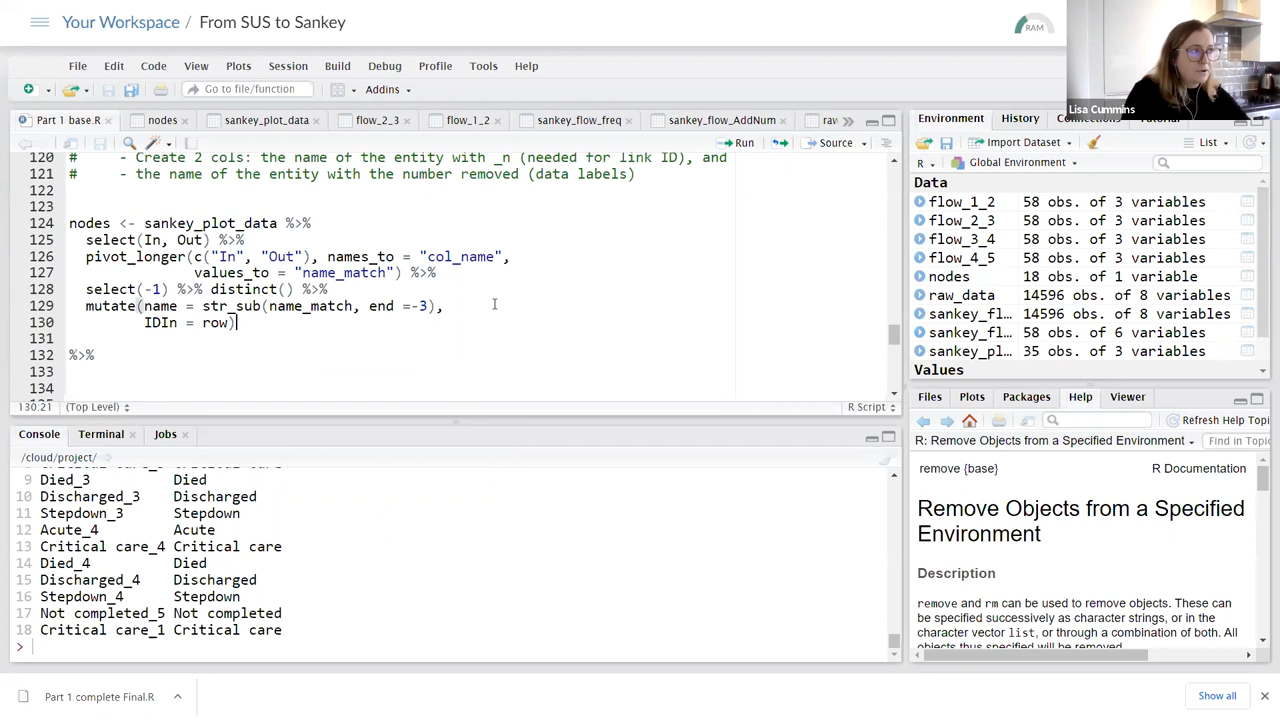 Your Workspace / From SUS to Sankey
RAM
Lisa Cummins
File Edit Code View Plots Session Build Debug Profile Tools Help
Go to file/function Addins
Part 1 base.R nodes sankey_plot_data flow_2_3 flow_1_2 sankey_flow_freq sankey_flow_AddNum
Run Source
120 # - Create 2 cols: the name of the entity with _n (needed for link ID), and
121 # - the name of the entity with the number removed (data labels)
122
123
124 nodes <- sankey_plot_data %>%
125 select(In, Out) %>%
126 pivot_longer(c("In", "Out"), names_to = "col_name",
127 values_to = "name_match") %>%
128 select(-1) %>% distinct() %>%
129 mutate(name = str_sub(name_match, end =-3),
130 IDIn = row)
131
132 %>%
133
134
130:21 (Top Level) R Script
Console Terminal Jobs
/cloud/project/
9 Died_3 Died
10 Discharged_3 Discharged
11 Stepdown_3 Stepdown
12 Acute_4 Acute
13 Critical care_4 Critical care
14 Died_4 Died
15 Discharged_4 Discharged
16 Stepdown_4 Stepdown
17 Not completed_5 Not completed
18 Critical care_1 Critical care
>
Environment History Connections Tutorial
Import Dataset List
R Global Environment
Data
flow_1_2 58 obs. of 3 variables
flow_2_3 58 obs. of 3 variables
flow_3_4 58 obs. of 3 variables
flow_4_5 58 obs. of 3 variables
nodes 18 obs. of 1 variable
raw_data 14596 obs. of 8 variables
sankey_fl... 14596 obs. of 8 variables
sankey_fl... 58 obs. of 6 variables
sankey_pl... 35 obs. of 3 variables
Values
Files Plots Packages Help Viewer
Refresh Help Topi
R: Remove Objects from a Specified Environment Find in Topic
remove {base} R Documentation
Remove Objects from a Specified
Environment
Description
remove and rm can be used to remove objects. These can
be specified successively as character strings, or in the
character vector list, or through a combination of both. All
objects thus specified will be removed.
Part 1 complete Final.R
Show all